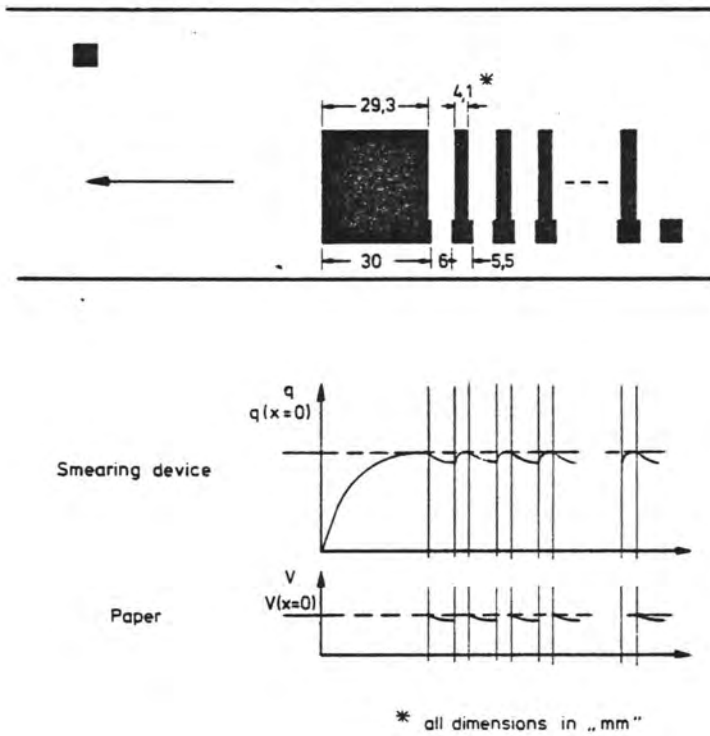 4,1 *
29,3
30 6 5,5
q
q(x=0)
Smearing device
V
V(x=0)
Paper
* all dimensions in „mm"